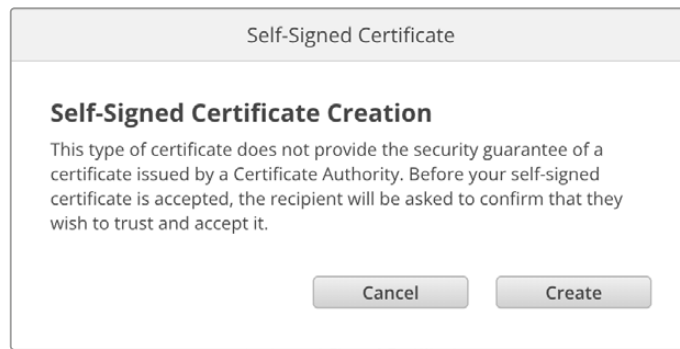 Self-Signed Certificate
Self-Signed Certificate Creation
This type of certificate does not provide the security guarantee of a
certificate issued by a Certificate Authority. Before your self-signed
certificate is accepted, the recipient will be asked to confirm that they
wish to trust and accept it.
Cancel
Create